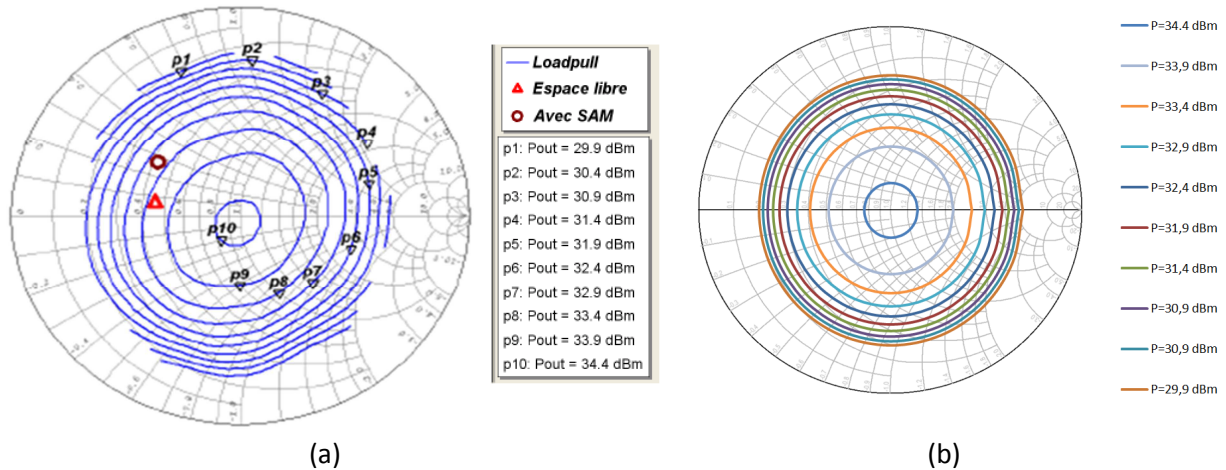 p1
p2
p3
p4
p5
p6
p7
p8
p9
p10
Loadpull
Espace libre
Avec SAM
p1: Pout = 29.9 dBm
p2: Pout = 30.4 dBm
p3: Pout = 30.9 dBm
p4: Pout = 31.4 dBm
p5: Pout = 31.9 dBm
p6: Pout = 32.4 dBm
p7: Pout = 32.9 dBm
p8: Pout = 33.4 dBm
p9: Pout = 33.9 dBm
p10: Pout = 34.4 dBm
(a)
P=34.4 dBm
P=33,9 dBm
P=33,4 dBm
P=32,9 dBm
P=32,4 dBm
P=31,9 dBm
P=31,4 dBm
P=30,9 dBm
P=30,9 dBm
P=29,9 dBm
(b)